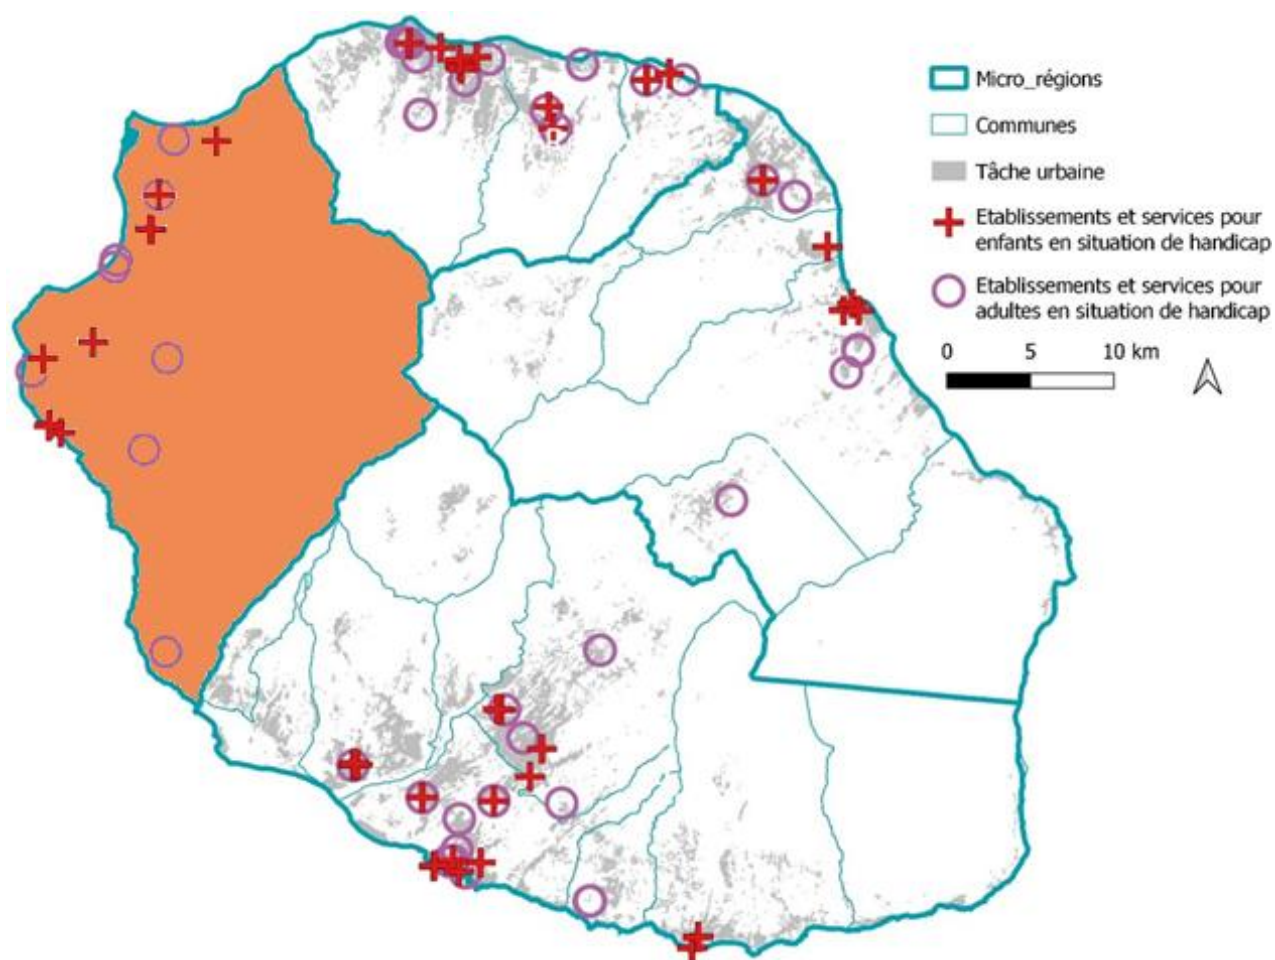 Micro_régions
Communes
Tâche urbaine
Etablissements et services pour
enfants en situation de handicap
Etablissements et services pour
adultes en situation de handicap
0 5 10 km